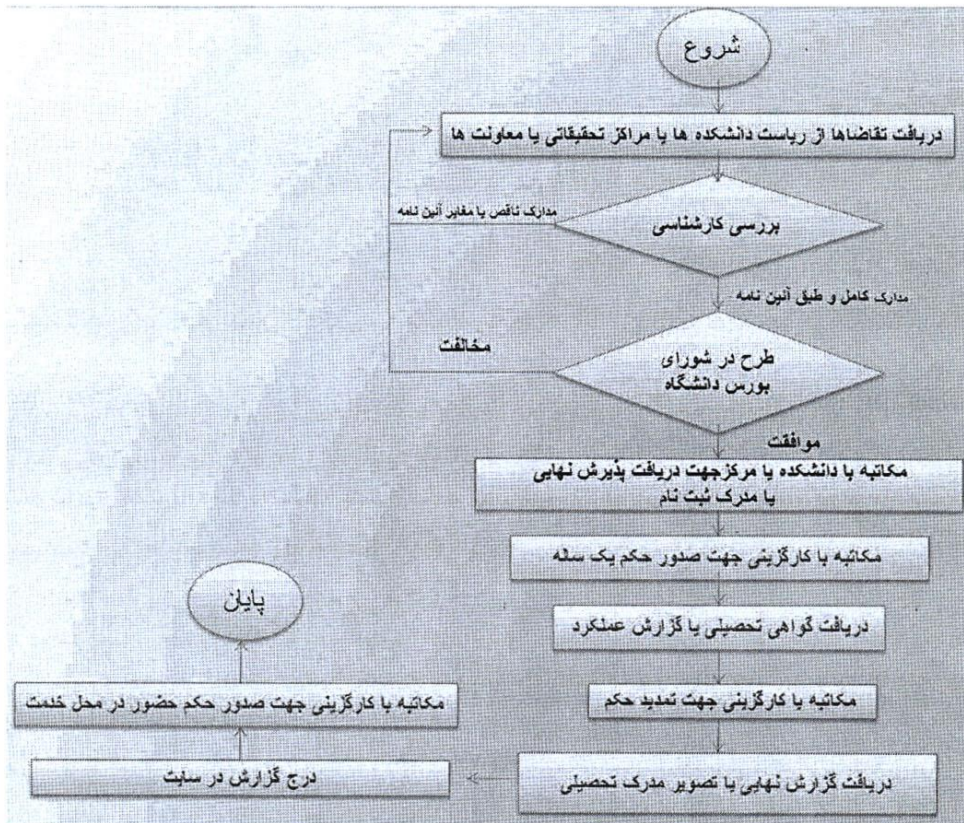 شروع
دریافت تقاضاها از ریاست دانشکده ها یا مراکز تحقیقاتی یا معاونت ها
مدارک ناقص یا مغایر آئین نامه
بررسی کارشناسی
مدارک کامل و طبق آئین نامه
مخالفت
طرح در شورای
بورس دانشگاه
موافقت
مکاتبه با دانشکده یا مرکزجهت دریافت پذیرش نهایی
یا مدرک ثبت نام
مکاتبه با کارگزینی جهت صدور حکم یک ساله
دریافت گواهی تحصیلی یا گزارش عملکرد
مکاتبه یا کارگزینی جهت تمدید حکم
دریافت گزارش نهایی یا تصویر مدرک تحصیلی
درج گزارش در سایت
مکاتبه با کارگزینی جهت صدور حکم حضور در محل خدمت
پایان